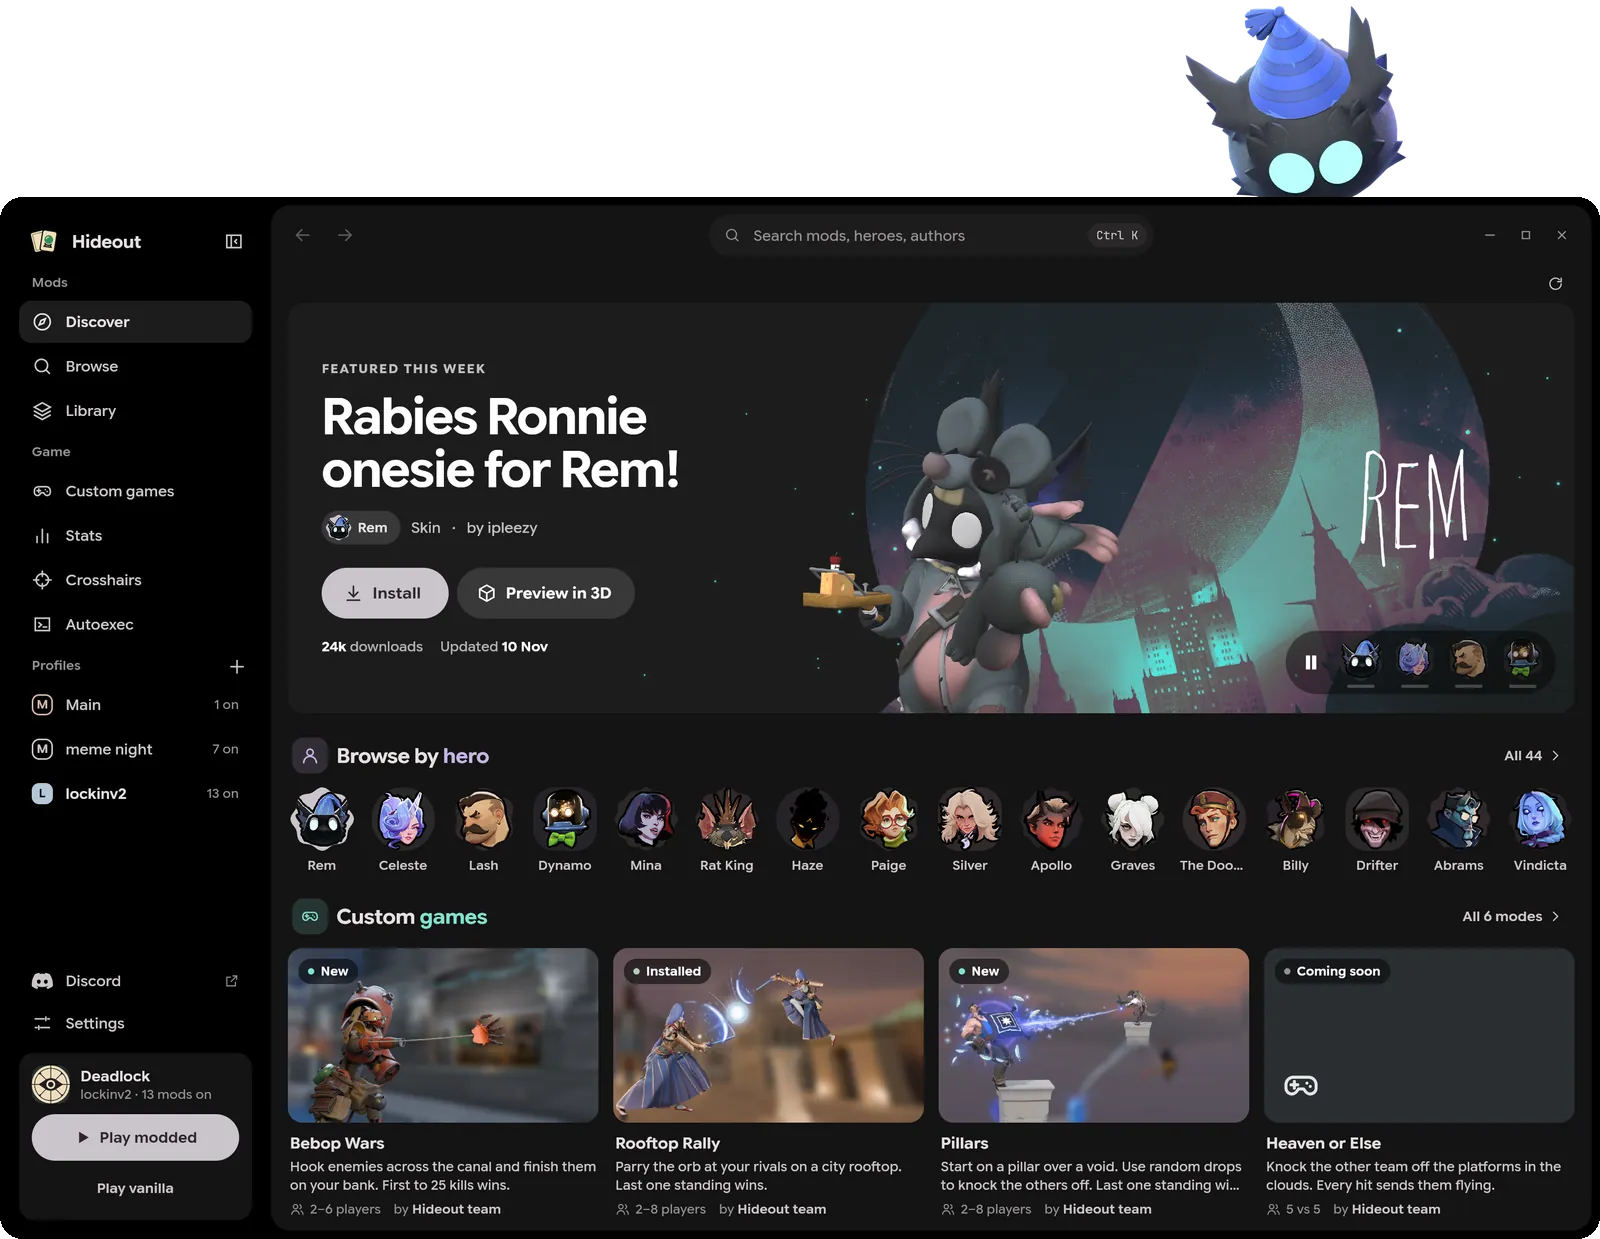 Hideout
Mods
Discover
Browse
Library
Game
Custom games
Stats
Crosshairs
Autoexec
Profiles
M Main 1 on
M meme night 7 on
L lockinv2 13 on
Discord
Settings
Deadlock
lockinv2 · 13 mods on
Play modded
Play vanilla
Search mods, heroes, authors Ctrl K
FEATURED THIS WEEK
Rabies Ronnie
onesie for Rem!
Rem Skin · by ipleezy
Install Preview in 3D
24k downloads Updated 10 Nov
REM
Browse by hero All 44
Rem Celeste Lash Dynamo Mina Rat King Haze Paige Silver Apollo Graves The Doo... Billy Drifter Abrams Vindicta
Custom games All 6 modes
New
Bebop Wars
Hook enemies across the canal and finish them
on your bank. First to 25 kills wins.
2–6 players by Hideout team
Installed
Rooftop Rally
Parry the orb at your rivals on a city rooftop.
Last one standing wins.
2–8 players by Hideout team
New
Pillars
Start on a pillar over a void. Use random drops
to knock the others off. Last one standing wi...
2–8 players by Hideout team
Coming soon
Heaven or Else
Knock the other team off the platforms in the
clouds. Every hit sends them flying.
5 vs 5 by Hideout team